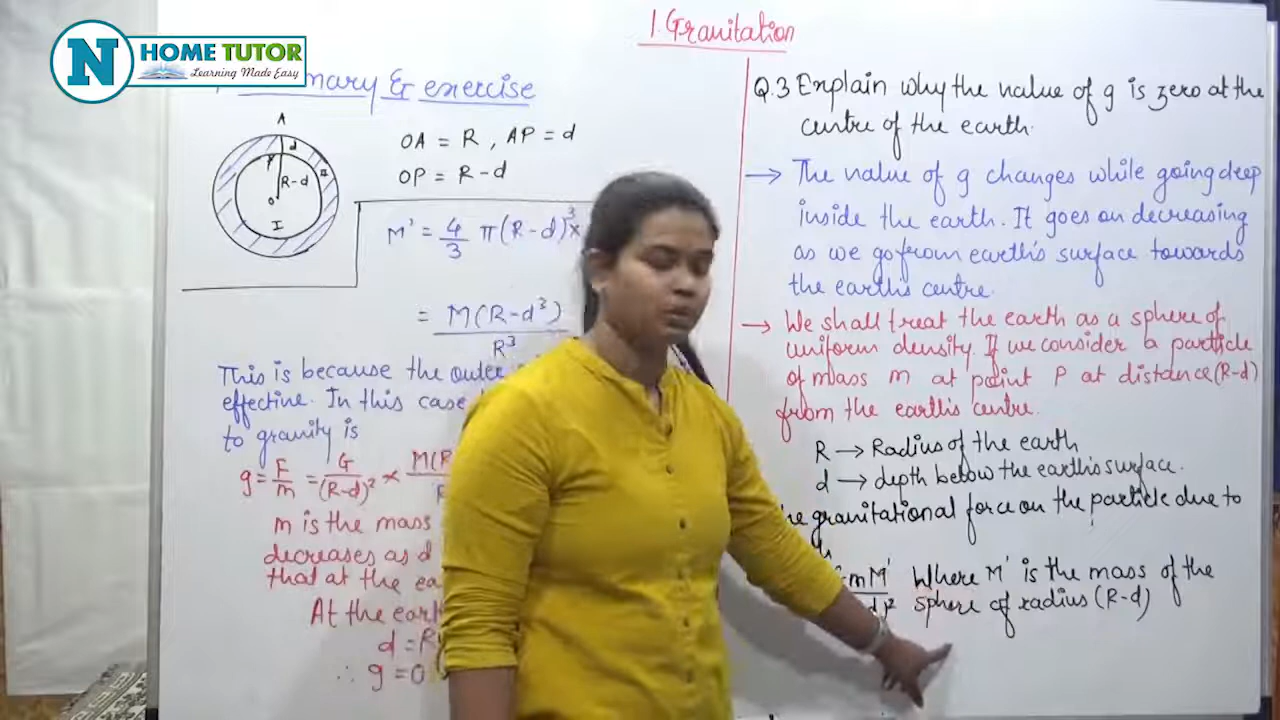 N HOME TUTOR
Learning Made Easy
1. Gravitation
& exercise
A
d
P
R-d
O
I
OA = R, AP = d
OP = R-d
M' = 4/3 π(R-d)³×
= M(R-d³)
R³
This is because the outer
effective. In this case
to gravity is
g = F/m = G/(R-d)² ×
m is the mass
decreases as d
that at the
At the
d = R
∴ g = 0
Q.3 Explain why the value of g is zero at the
centre of the earth.
→ The value of g changes while going deep
inside the earth. It goes on decreasing
as we go from earth's surface towards
the earth's centre.
→ We shall treat the earth as a sphere of
uniform density. If we consider a particle
of mass m at point P at distance (R-d)
from the earth's centre.
R → Radius of the earth
d → depth below the earth's surface.
gravitational force on the particle due to
mM' Where M' is the mass of the
sphere of radius (R-d)